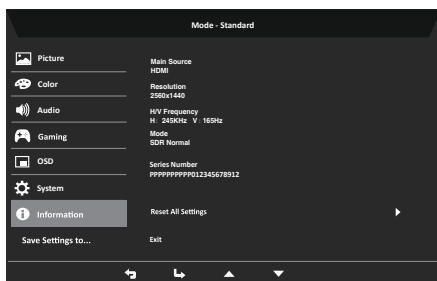 Mode - Standard
Picture
Color
Audio
Gaming
OSD
System
Information
Save Settings to...
Main Source
HDMI
Resolution
2560x1440
H/V Frequency
H: 245KHz V: 165Hz
Mode
SDR Normal
Series Number
PPPPPPPPPP012345678912
Reset All Settings
Exit